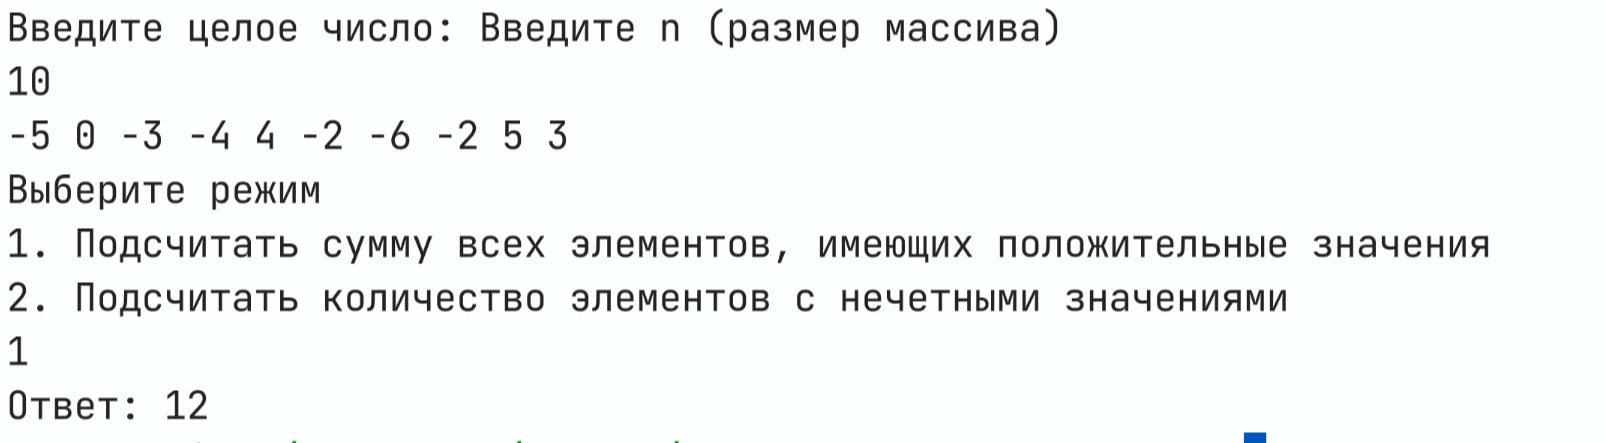 Введите целое число: Введите n (размер массива)
10
-5 0 -3 -4 4 -2 -6 -2 5 3
Выберите режим
1. Подсчитать сумму всех элементов, имеющих положительные значения
2. Подсчитать количество элементов с нечетными значениями
1
Ответ: 12